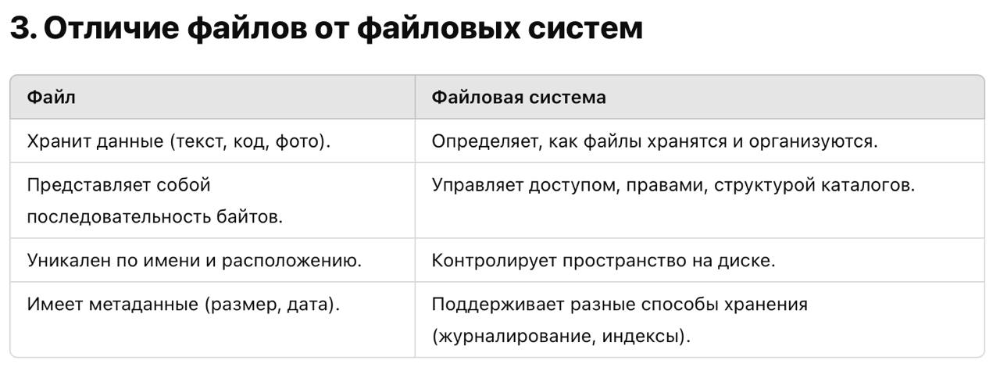 3. Отличие файлов от файловых систем
Файл
Файловая система
Хранит данные (текст, код, фото).
Определяет, как файлы хранятся и организуются.
Представляет собой
последовательность байтов.
Управляет доступом, правами, структурой каталогов.
Уникален по имени и расположению.
Контролирует пространство на диске.
Имеет метаданные (размер, дата).
Поддерживает разные способы хранения
(журналирование, индексы).